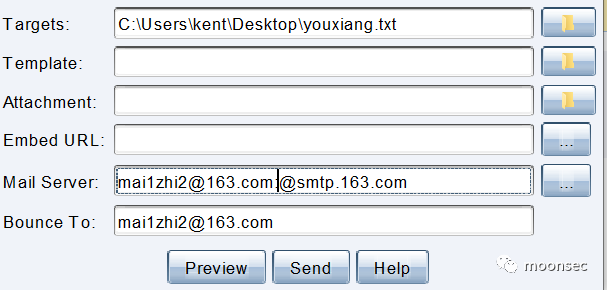 Targets: C:\Users\kent\Desktop\youxiang.txt
Template:
Attachment:
Embed URL: ...
Mail Server: mai1zhi2@163.com:@smtp.163.com ...
Bounce To: mai1zhi2@163.com
Preview Send Help
moonsec